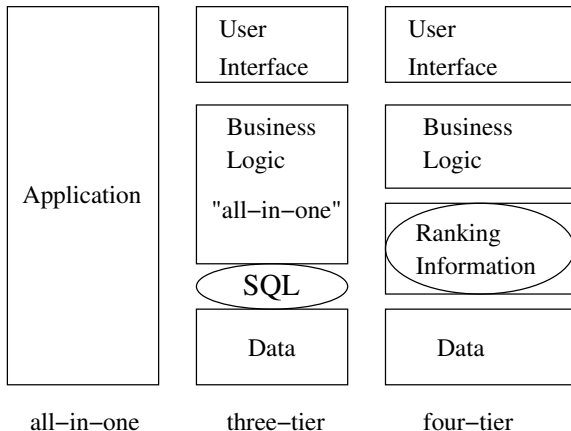 Application
all−in−one
User
Interface
Business
Logic
"all−in−one"
SQL
Data
three−tier
User
Interface
Business
Logic
Ranking
Information
Data
four−tier